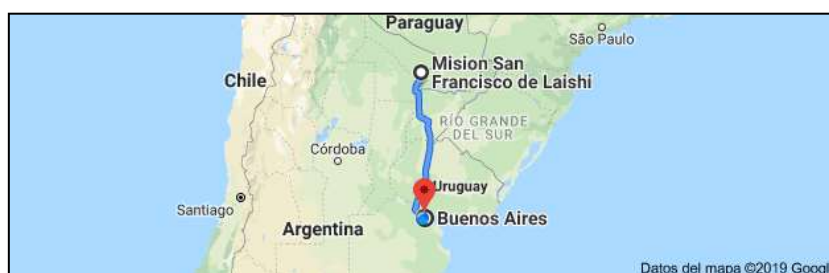 Paraguay
São Paulo
Mision San
Francisco de Laishi
Chile
RÍO GRANDE
DEL SUR
Córdoba
Uruguay
Santiago
Buenos Aires
Argentina
Datos del mapa ©2019 Googl